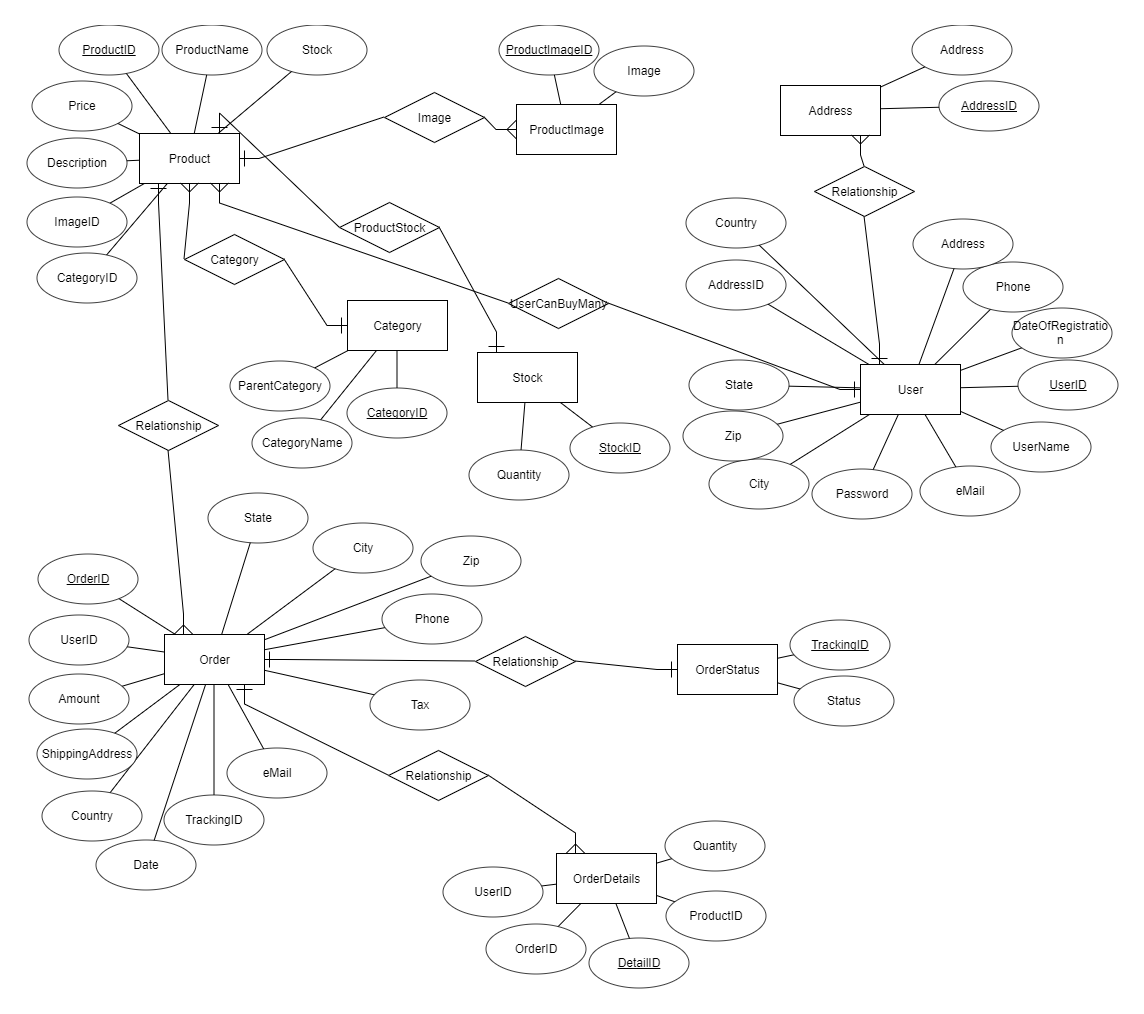 ProductID
ProductName
Stock
Price
Description
ImageID
CategoryID
Product
Image
ProductImageID
Image
ProductImage
Address
AddressID
Address
Relationship
ProductStock
Category
UserCanBuyMany
Category
ParentCategory
CategoryName
CategoryID
Stock
Quantity
StockID
Country
AddressID
State
Zip
City
Password
eMail
UserName
UserID
DateOfRegistratio
n
Phone
Address
User
Relationship
State
City
Zip
Phone
OrderID
UserID
Amount
ShippingAddress
Country
Date
TrackingID
eMail
Tax
Order
Relationship
OrderStatus
TrackingID
Status
Relationship
OrderDetails
Quantity
ProductID
DetailID
OrderID
UserID